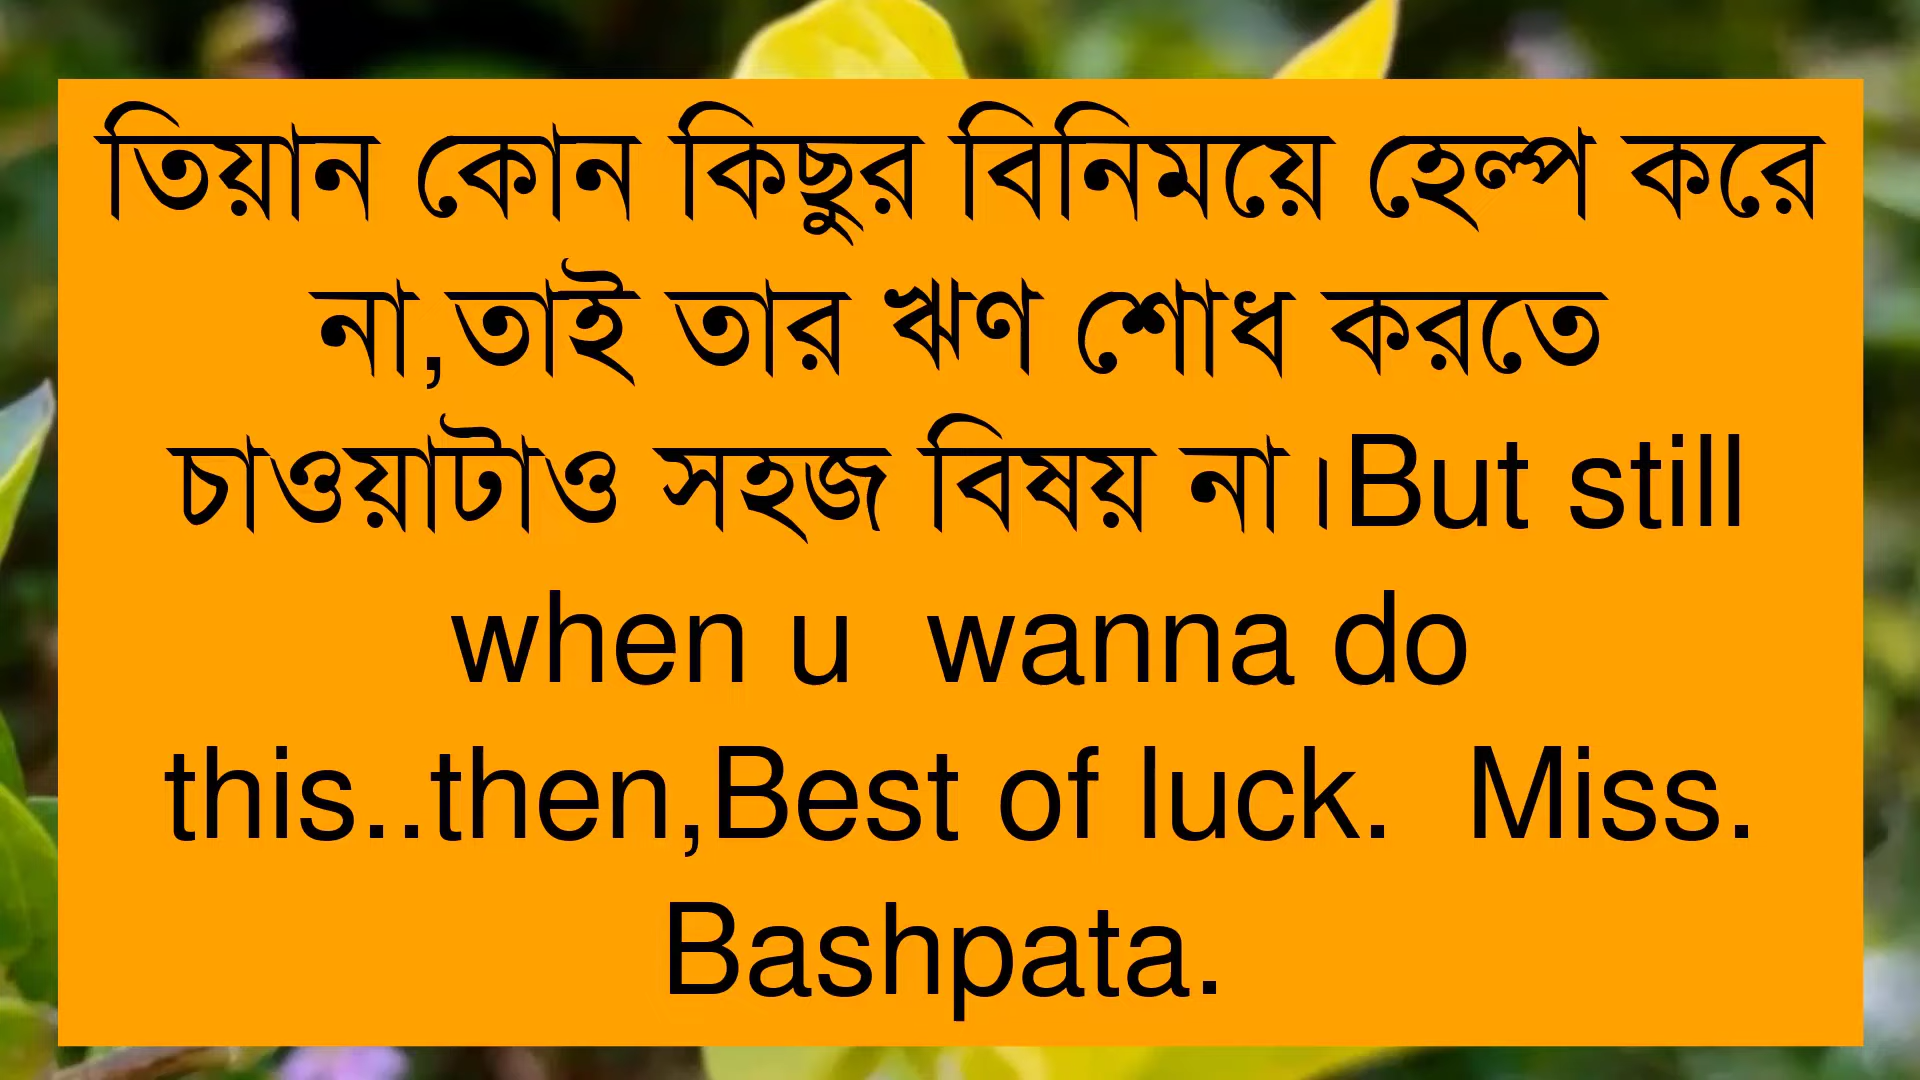 তিয়ান কোন কিছুর বিনিময়ে হেল্প করে
না,তাই তার ঋণ শোধ করতে
চাওয়াটাও সহজ বিষয় না।But still
when u  wanna do
this..then,Best of luck.  Miss.
Bashpata.